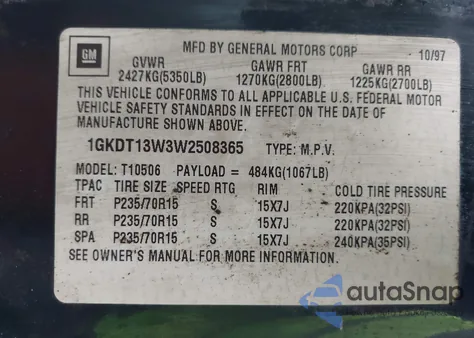 GM
MFD BY GENERAL MOTORS CORP 10/97
GVWR GAWR FRT GAWR RR
2427KG(5350LB) 1270KG(2800LB) 1225KG(2700LB)
THIS VEHICLE CONFORMS TO ALL APPLICABLE U.S. FEDERAL MOTOR
VEHICLE SAFETY STANDARDS IN EFFECT ON THE DATE OF
MANUFACTURE SHOWN ABOVE.
1GKDT13W3W2508365 TYPE: M.P.V.
MODEL: T10506 PAYLOAD = 484KG(1067LB)
TPAC TIRE SIZE SPEED RTG RIM COLD TIRE PRESSURE
FRT P235/70R15 S 15X7J 220KPA(32PSI)
RR P235/70R15 S 15X7J 220KPA(32PSI)
SPA P235/70R15 S 15X7J 240KPA(35PSI)
SEE OWNER'S MANUAL FOR MORE INFORMATION.
autoSnap